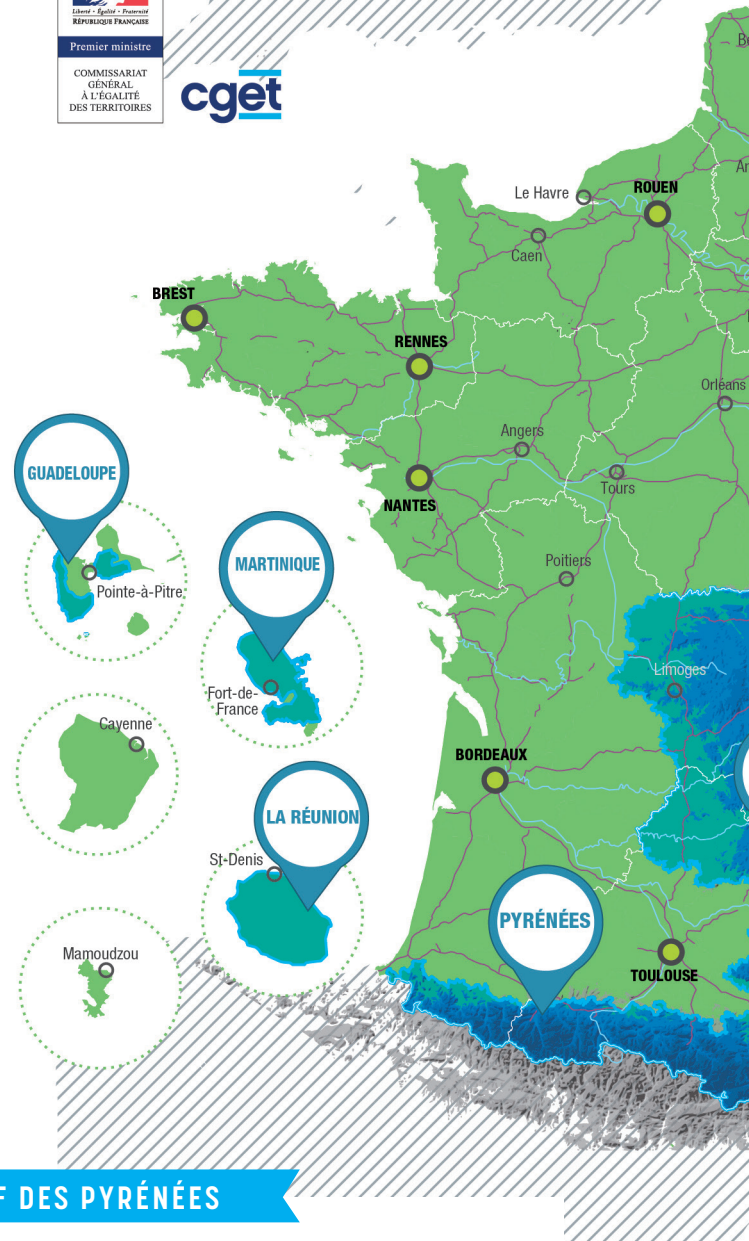 Liberté • Égalité • Fraternité
RÉPUBLIQUE FRANÇAISE
Premier ministre
COMMISSARIAT
GÉNÉRAL
À L'ÉGALITÉ
DES TERRITOIRES
cget
Le Havre
ROUEN
Caen
BREST
RENNES
Orléans
Angers
GUADELOUPE
Tours
NANTES
Poitiers
MARTINIQUE
Pointe-à-Pitre
Limoges
Fort-de-
France
Cayenne
BORDEAUX
LA RÉUNION
St-Denis
PYRÉNÉES
Mamoudzou
TOULOUSE
F DES PYRÉNÉES